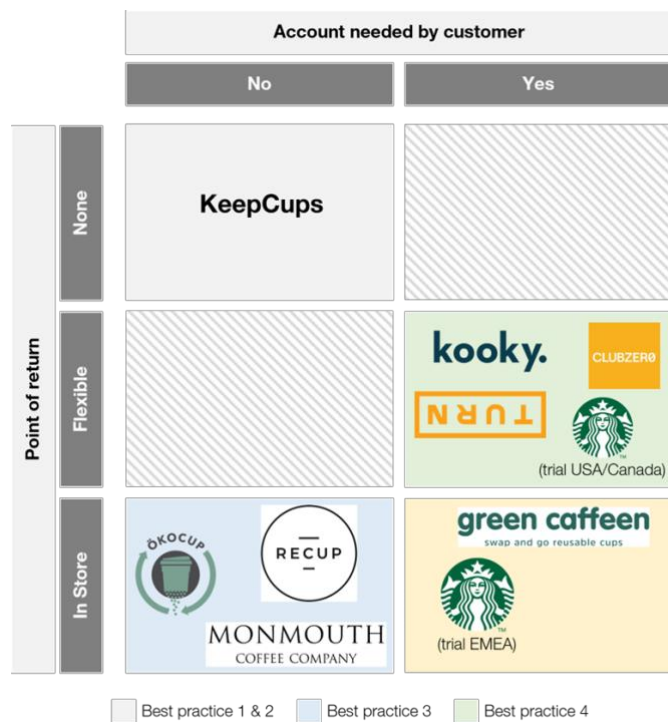 Account needed by customer
No
Yes
Point of return
None
KeepCups
Flexible
kooky.
CLUBZERØ
TURN
(trial USA/Canada)
In Store
ÖKOCUP
RECUP
MONMOUTH
COFFEE COMPANY
green caffeen
swap and go reusable cups
(trial EMEA)
Best practice 1 & 2
Best practice 3
Best practice 4